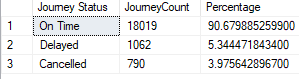 Journey Status JourneyCount Percentage
1 On Time 18019 90.679885259900
2 Delayed 1062 5.344471843400
3 Cancelled 790 3.975642896700